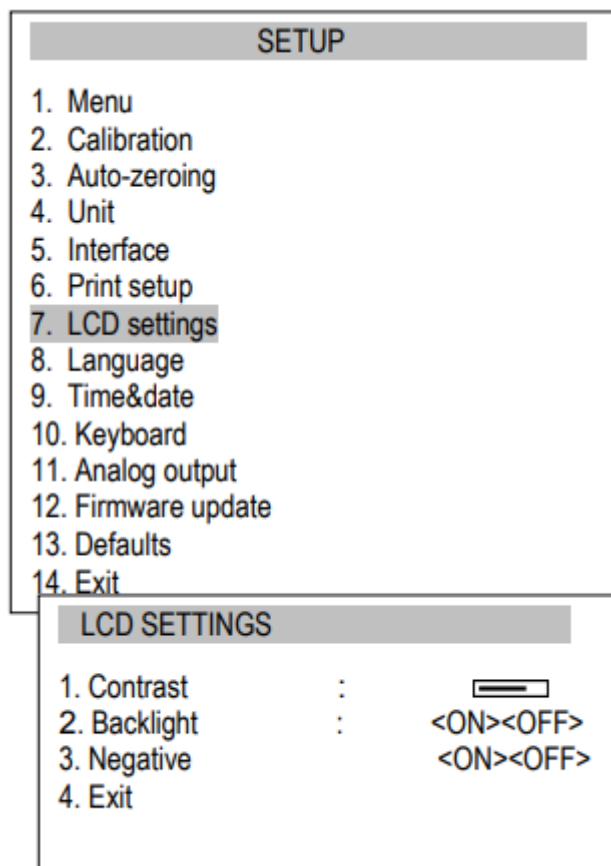 SETUP
1. Menu
2. Calibration
3. Auto-zeroing
4. Unit
5. Interface
6. Print setup
7. LCD settings
8. Language
9. Time&date
10. Keyboard
11. Analog output
12. Firmware update
13. Defaults
14. Exit
LCD SETTINGS
1. Contrast :
2. Backlight : <ON><OFF>
3. Negative <ON><OFF>
4. Exit